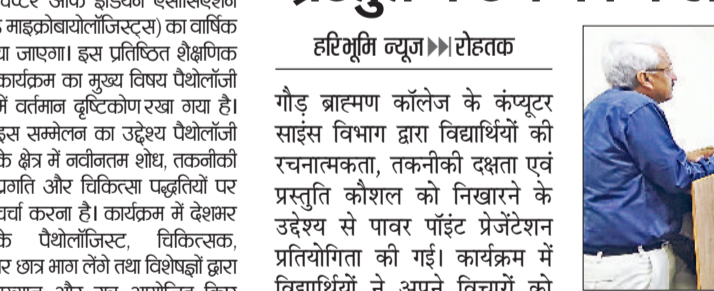 माइक्रोबायोलॉजिस्ट्स) का वार्षिक
जाएगा। इस प्रतिष्ठित शैक्षणिक
कार्यक्रम का मुख्य विषय पैथोलॉजी
में वर्तमान दृष्टिकोण रखा गया है।
इस सम्मेलन का उद्देश्य पैथोलॉजी
के क्षेत्र में नवीनतम शोध, तकनीकी
प्रगति और चिकित्सा पद्धतियों पर
चर्चा करना है। कार्यक्रम में देशभर
के पैथोलॉजिस्ट, चिकित्सक,
छात्र भाग लेंगे तथा विशेषज्ञों द्वारा
हरिभूमि न्यूज▶▶रोहतक
गौड़ ब्राह्मण कॉलेज के कंप्यूटर
साइंस विभाग द्वारा विद्यार्थियों की
रचनात्मकता, तकनीकी दक्षता एवं
प्रस्तुति कौशल को निखारने के
उद्देश्य से पावर पॉइंट प्रेजेंटेशन
प्रतियोगिता की गई। कार्यक्रम में
विद्यार्थियों ने अपने विचारों को